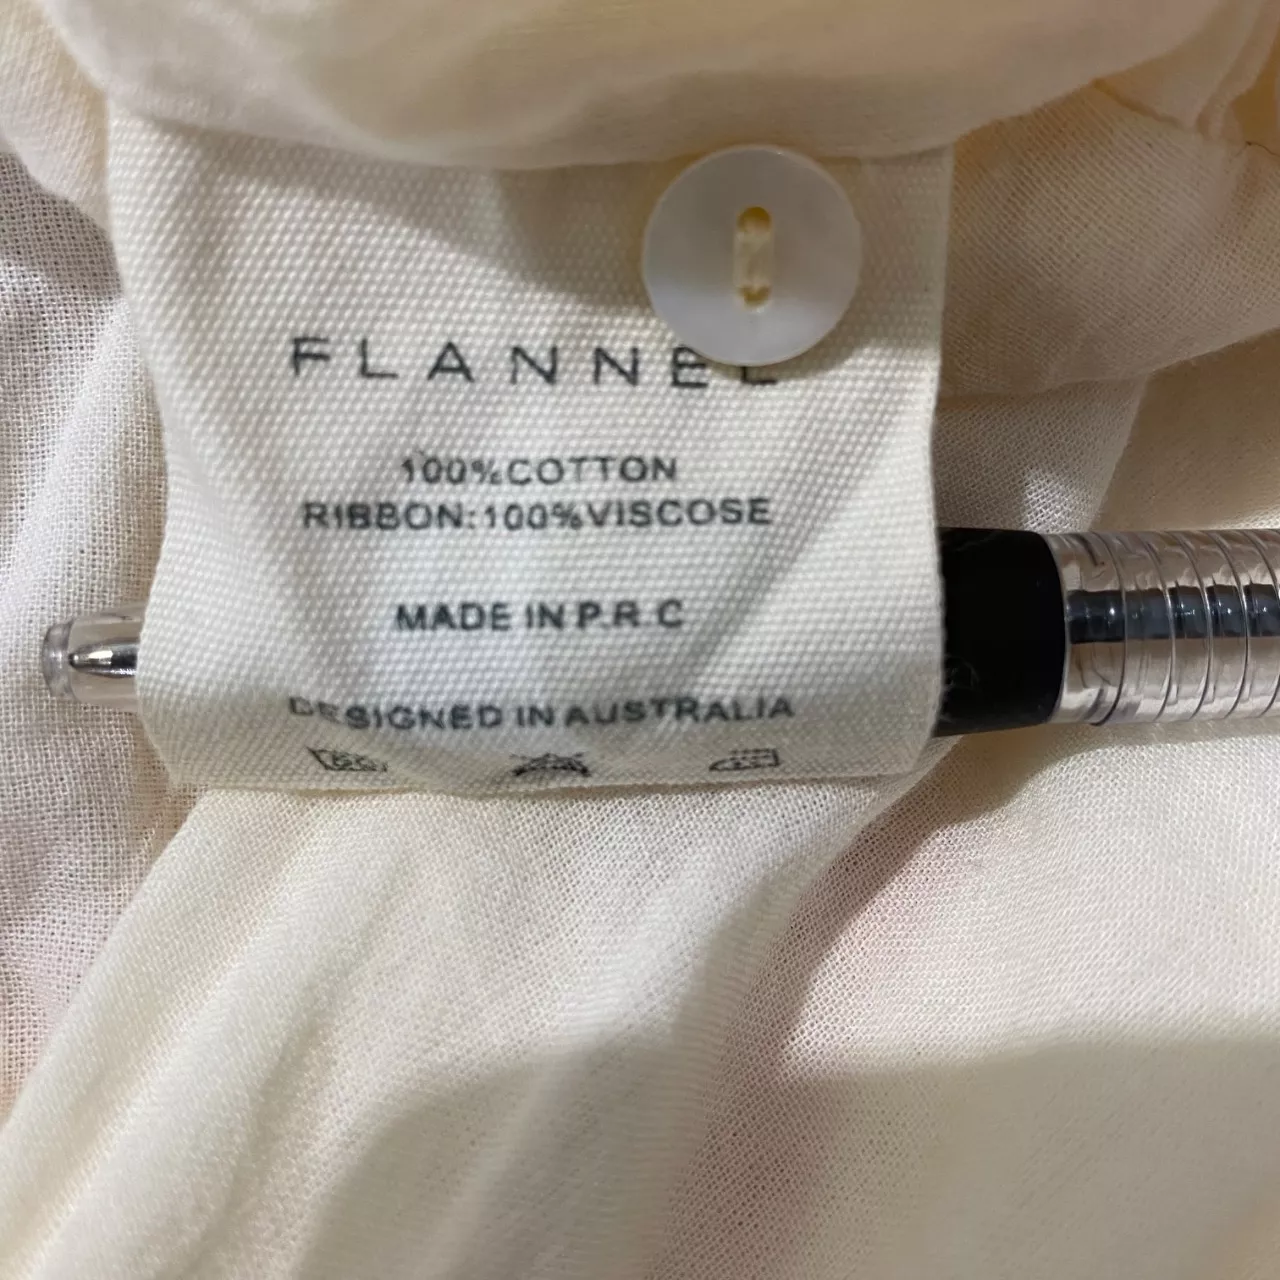 FLANNEL
100%COTTON
RIBBON:100%VISCOSE
MADE IN P.R.C
DESIGNED IN AUSTRALIA